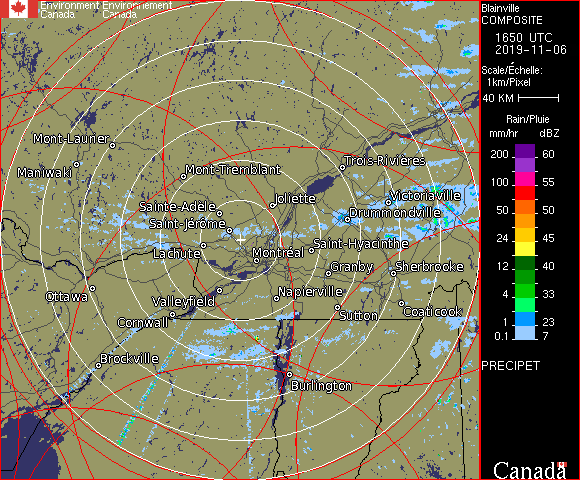 Environment Environnement
Canada Canada
Blainville
COMPOSITE
1650 UTC
2019-11-06
Scale/Échelle:
1km/Pixel
40 KM
Rain/Pluie
mm/hr dBZ
200 60
100 55
50 50
24 45
12 40
4 33
1 23
0.1 7
PRECIPET
Canada
Mont-Laurier
Maniwaki
Mont-Tremblant
Trois-Rivières
Joliette
Victoriaville
Sainte-Adèle
Drummondville
Saint-Jérôme
Lachute
Montréal
Saint-Hyacinthe
Granby
Sherbrooke
Ottawa
Valleyfield
Napierville
Cornwall
Sutton
Coaticook
Brockville
Burlington